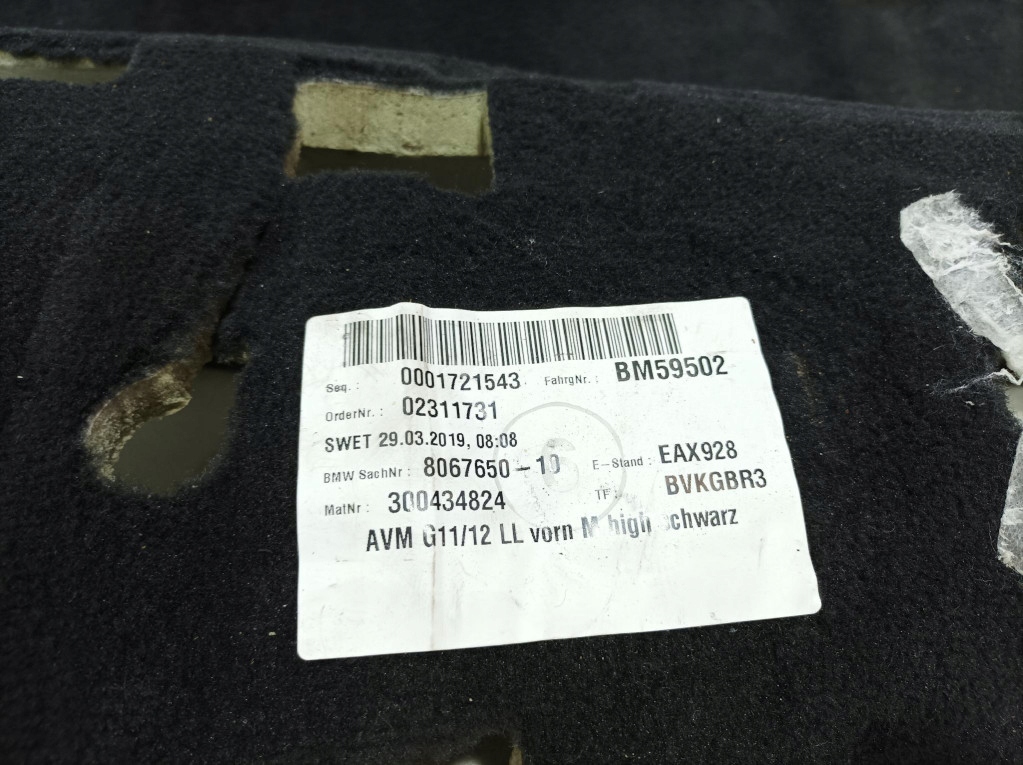 Seq.: 0001721543 FahrgNr.: BM59502
OrderNr.: 02311731
SWET 29.03.2019, 08:08
BMW SachNr: 8067650-10 E-Stand: EAX928
MatNr: 300434824 TF: BVKGBR3
AVM G11/12 LL vorn M high schwarz
6